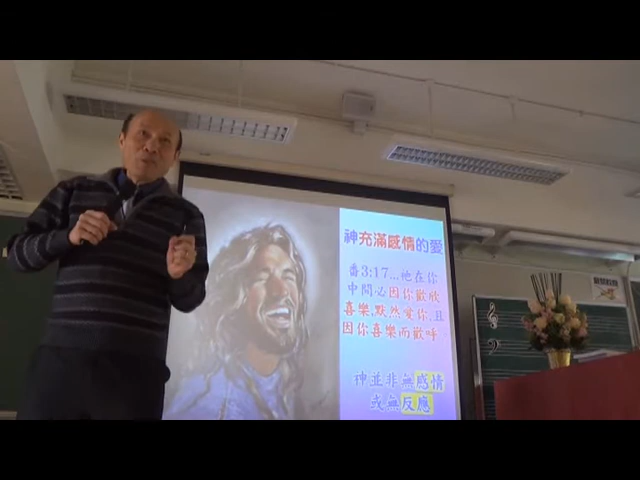 神充滿感情的愛
番3:17...祂在你
中間必因你歡欣
喜樂,默然愛你,且
因你喜樂而歡呼
神並非無感情
或無反應